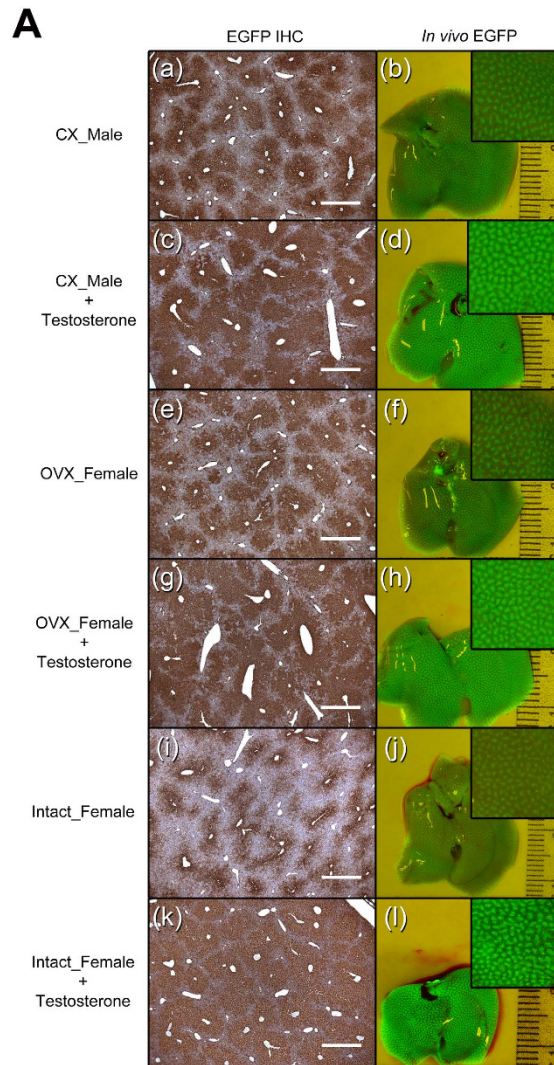 A
EGFP IHC
In vivo EGFP
CX_Male
(a)
(b)
CX_Male
+
Testosterone
(c)
(d)
OVX_Female
(e)
(f)
OVX_Female
+
Testosterone
(g)
(h)
Intact_Female
(i)
(j)
Intact_Female
+
Testosterone
(k)
(l)